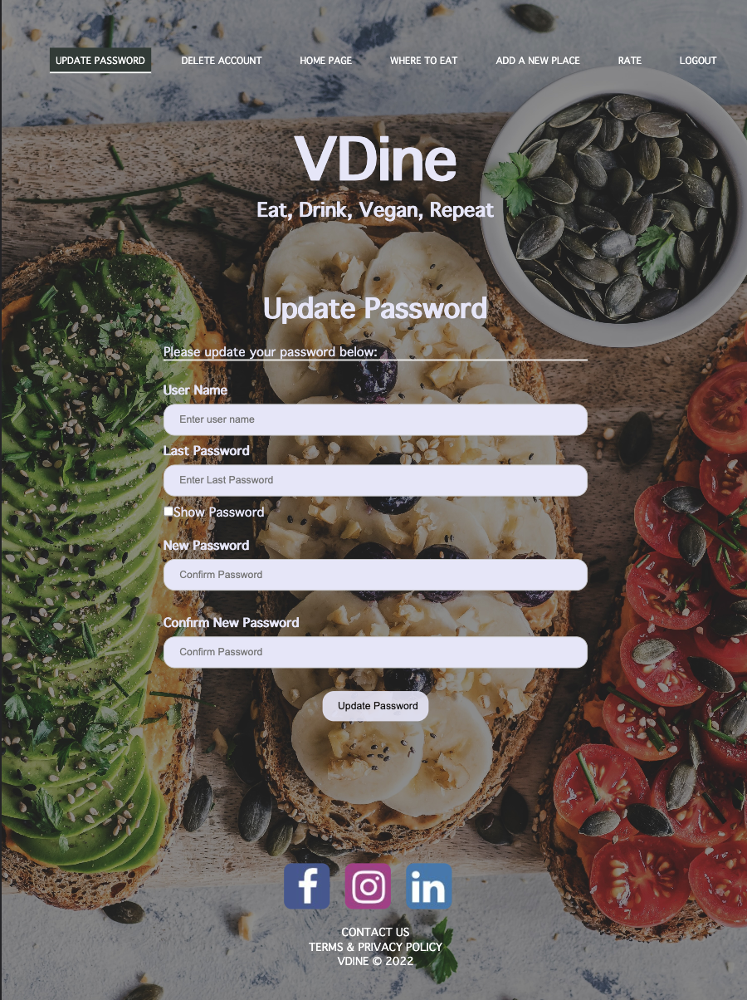 UPDATE PASSWORD DELETE ACCOUNT HOME PAGE WHERE TO EAT ADD A NEW PLACE RATE LOGOUT
VDine
Eat, Drink, Vegan, Repeat
Update Password
Please update your password below:
User Name
Enter user name
Last Password
Enter Last Password
Show Password
New Password
Confirm Password
Confirm New Password
Confirm Password
Update Password
f in
CONTACT US
TERMS & PRIVACY POLICY
VDINE © 2022